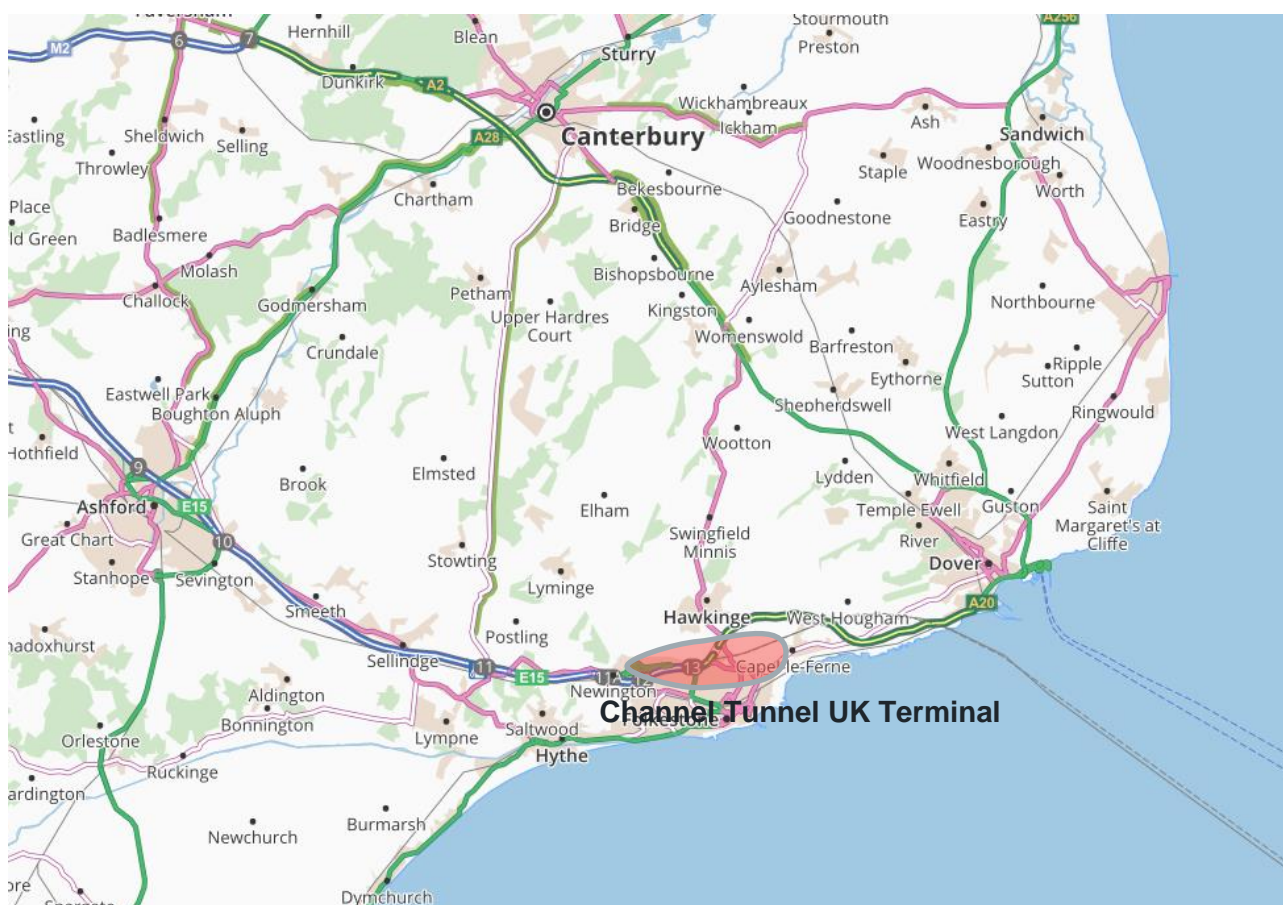 Hernhill
Blean
Stourmouth
A256
Preston
M2
6
7
Sturry
Dunkirk
A2
Wickhambreaux
Ickham
Eastling
Sheldwich
Selling
A28
Canterbury
Ash
Sandwich
Throwley
Woodnesborough
Staple
Worth
Chartham
Bekesbourne
Place
Goodnestone
Eastry
ld Green
Badlesmere
Bridge
Molash
Bishopsbourne
Petham
Aylesham
Challock
Godmersham
Kingston
Northbourne
Upper Hardres
Court
Womenswold
Barfreston
ing
Crundale
Ripple
Eythorne
Sutton
Eastwell Park
Boughton Aluph
Shepherdswell
Ringwould
West Langdon
Hothfield
Wootton
9
Elmsted
Brook
Lydden
Whitfield
Ashford
E15
Elham
Temple Ewell
Guston
Saint
Margaret's at
Cliffe
Great Chart
10
Swingfield
Minnis
River
Stanhope
Sevington
Stowting
Lyminge
Dover
Smeeth
Hawkinge
West Hougham
A20
hadoxhurst
Postling
Sellindge
11
E15
11A
12
13
Capel-le-Ferne
Newington
Aldington
Bonnington
Channel Tunnel UK Terminal
Folkestone
Saltwood
Lympne
Orlestone
Hythe
Ruckinge
ardington
Burmarsh
Newchurch
ore
Dymchurch